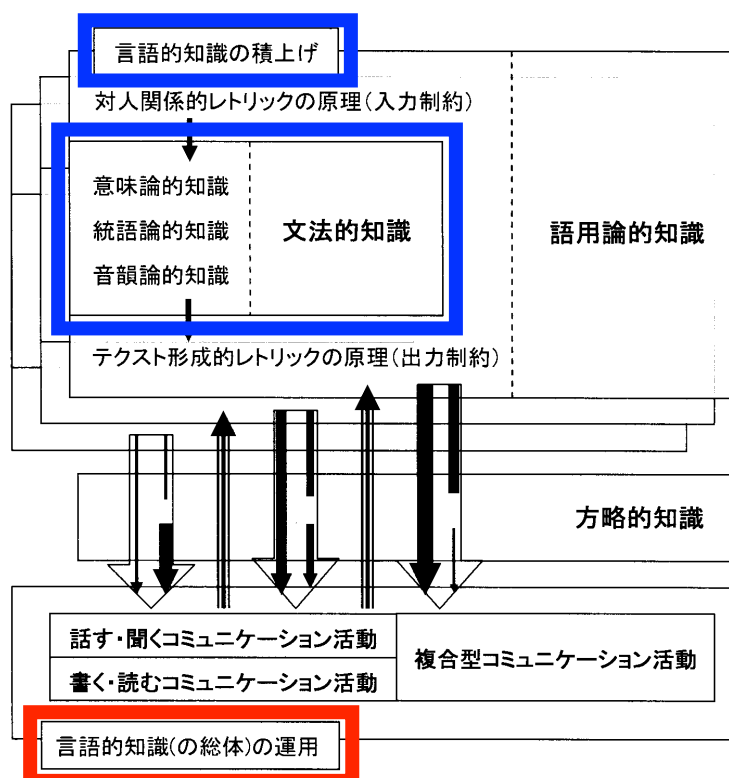 言語的知識の積上げ
対人関係的レトリックの原理(入力制約)
意味論的知識
統語論的知識
音韻論的知識
文法的知識
語用論的知識
テクスト形成的レトリックの原理(出力制約)
方略的知識
話す・聞くコミュニケーション活動
書く・読むコミュニケーション活動
複合型コミュニケーション活動
言語的知識(の総体)の運用